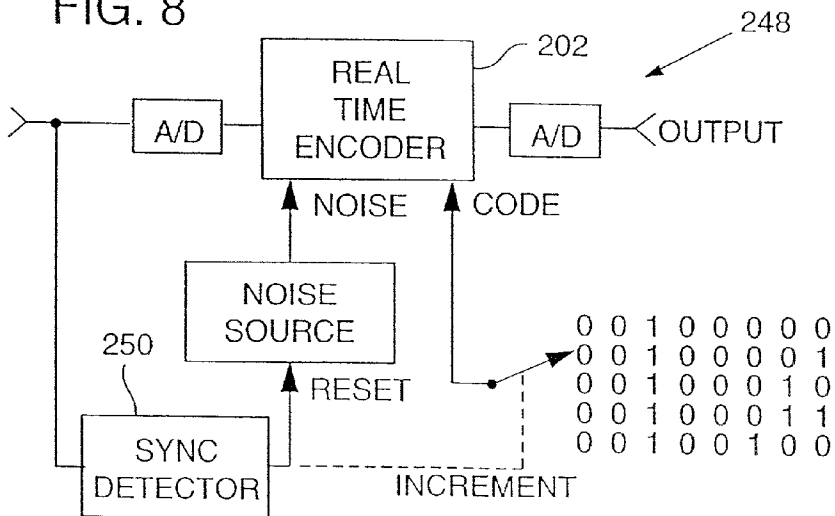 FIG. 8
248
202
REAL
TIME
ENCODER
A/D
A/D
OUTPUT
NOISE
CODE
NOISE
SOURCE
250
RESET
SYNC
DETECTOR
INCREMENT
0 0 1 0 0 0 0 0
0 0 1 0 0 0 0 1
0 0 1 0 0 0 1 0
0 0 1 0 0 0 1 1
0 0 1 0 0 1 0 0